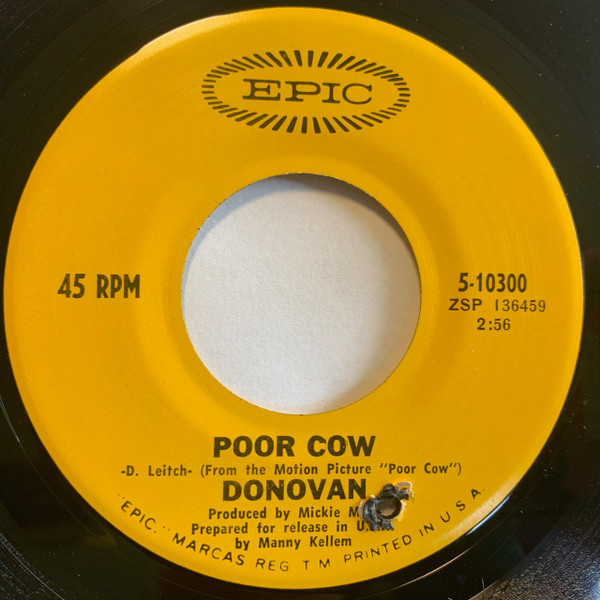 EPIC
45 RPM
5-10300
ZSP 136459
2:56
POOR COW
-D. Leitch- (From the Motion Picture "Poor Cow")
DONOVAN
Produced by Mickie
Prepared for release in
by Manny Kellem
"EPIC," MARCAS REG T M PRINTED IN U S A.